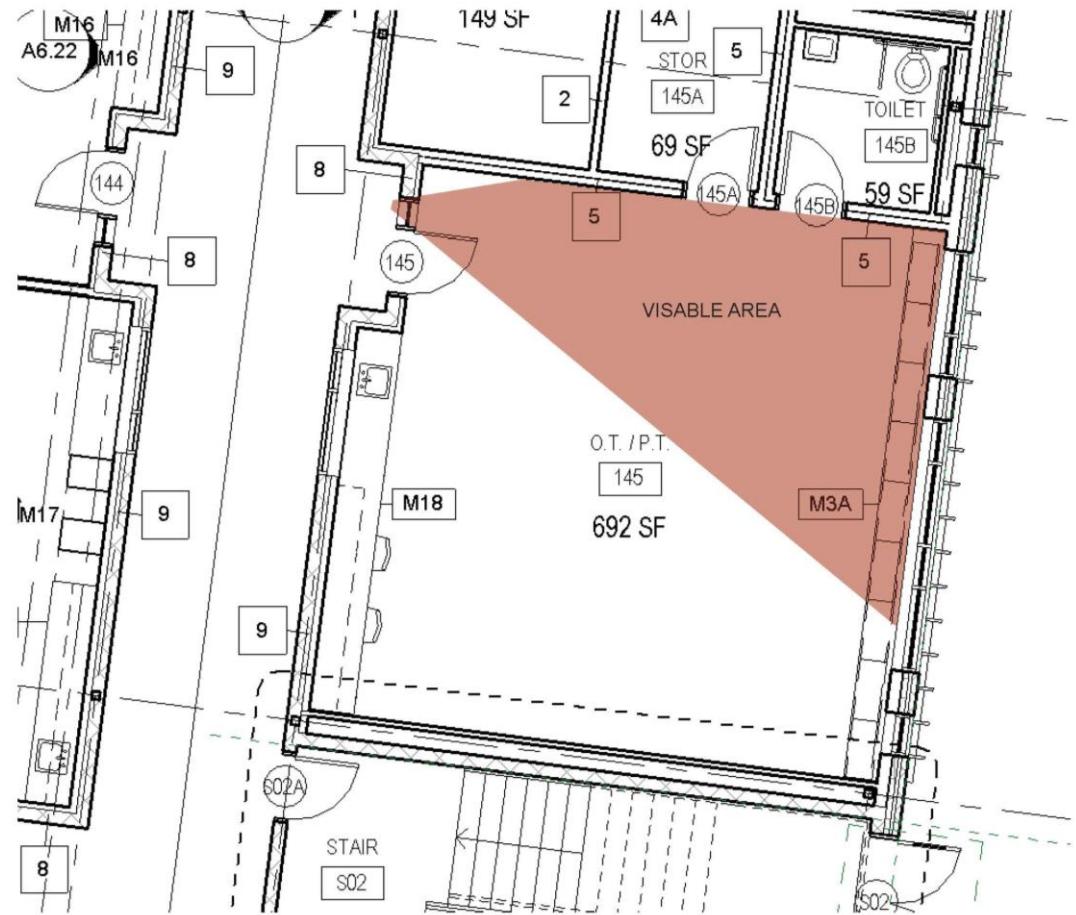 M16
A6.22
M16
9
149 SF
4A
5
STOR
145A
2
69 SF
TOILET
145B
59 SF
144
8
8
145
5
145A
145B
5
VISABLE AREA
O.T. / P.T.
145
692 SF
M18
M3A
M17
9
9
S02A
STAIR
S02
8
S02